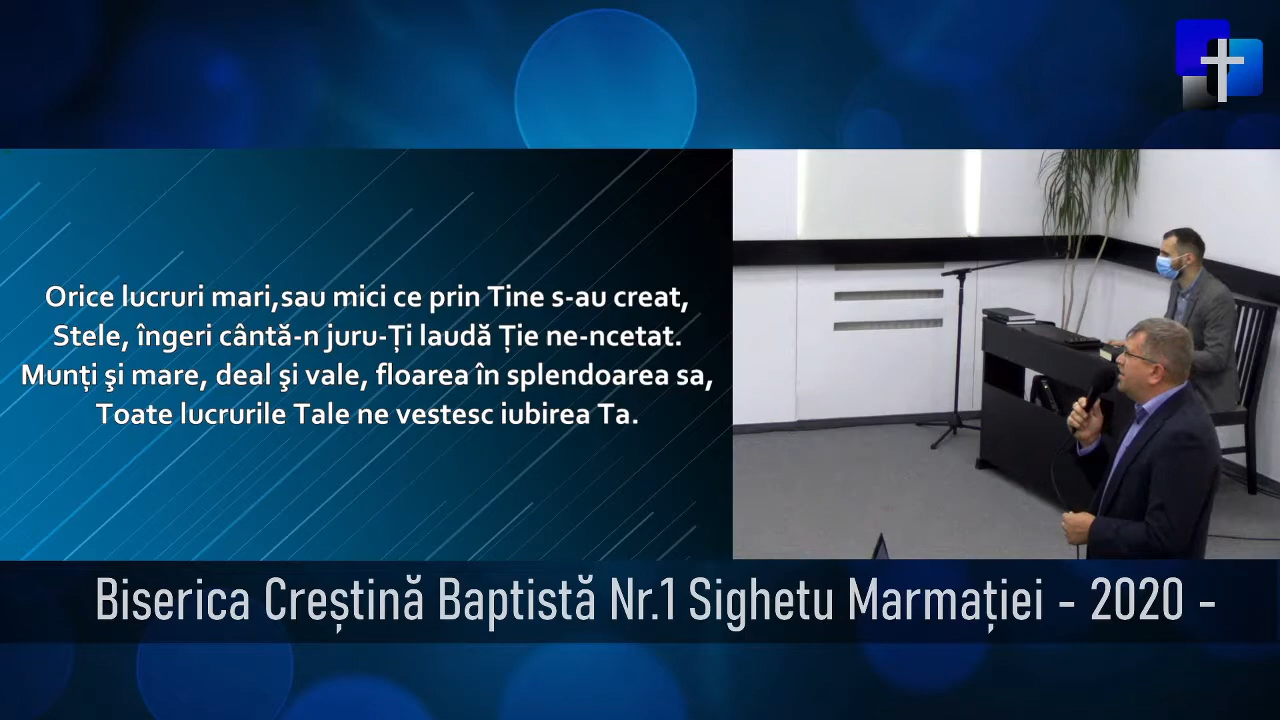 Orice lucruri mari,sau mici ce prin Tine s-au creat,
Stele, îngeri cântă-n juru-Ți laudă Ție ne-ncetat.
Munți şi mare, deal şi vale, floarea în splendoarea sa,
Toate lucrurile Tale ne vestesc iubirea Ta.
Biserica Creștină Baptistă Nr.1 Sighetu Marmației - 2020 -